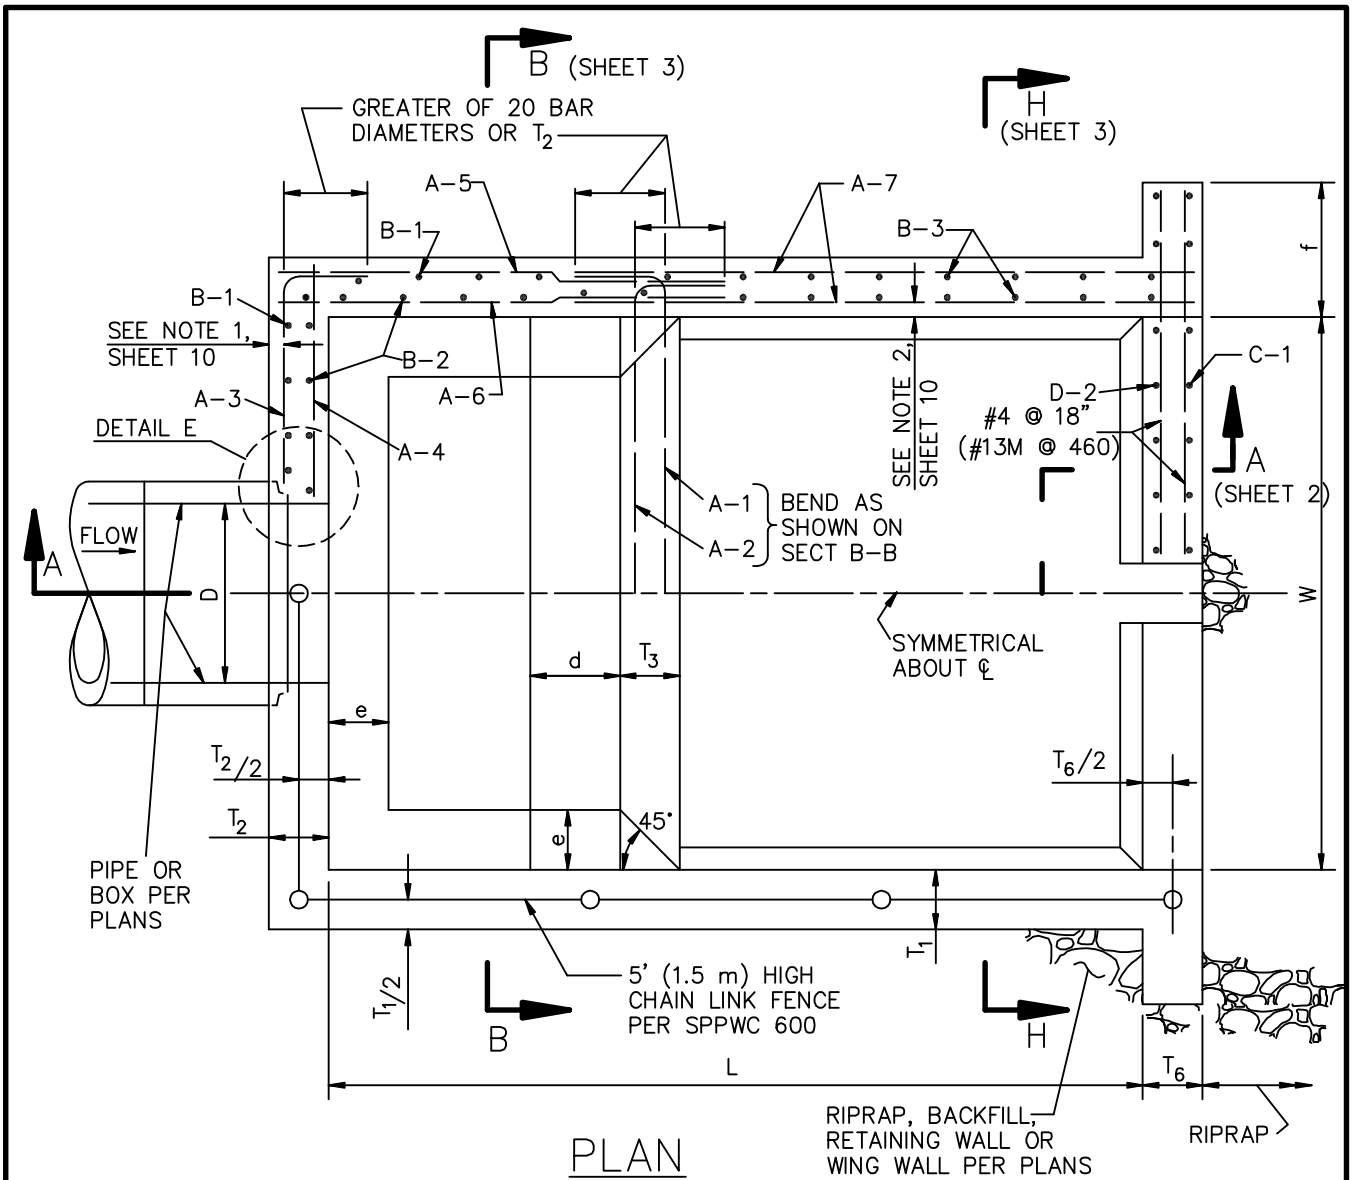 B (SHEET 3)
H
(SHEET 3)
GREATER OF 20 BAR
DIAMETERS OR T2
A-5
A-7
B-1
B-3
f
B-1
SEE NOTE 1,
SHEET 10
B-2
A-6
A-3
A-4
DETAIL E
SEE NOTE 2,
SHEET 10
C-1
D-2
#4 @ 18"
(#13M @ 460)
A
(SHEET 2)
A-1
A-2
BEND AS
SHOWN ON
SECT B-B
FLOW
A
D
W
SYMMETRICAL
ABOUT ℄
d
T3
e
T2/2
T6/2
T2
e
45°
PIPE OR
BOX PER
PLANS
T1
T1/2
5' (1.5 m) HIGH
CHAIN LINK FENCE
PER SPPWC 600
B
H
L
T6
RIPRAP, BACKFILL,
RETAINING WALL OR
WING WALL PER PLANS
RIPRAP
PLAN